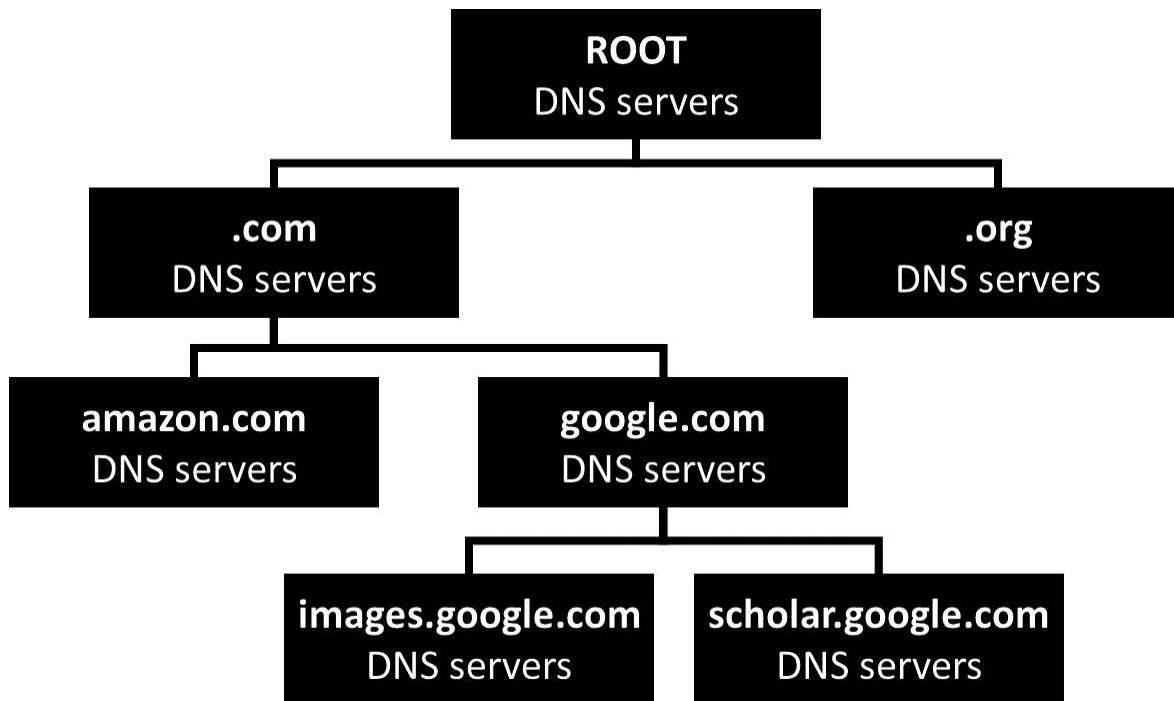 ROOT
DNS servers
.com
DNS servers
.org
DNS servers
amazon.com
DNS servers
google.com
DNS servers
images.google.com
DNS servers
scholar.google.com
DNS servers